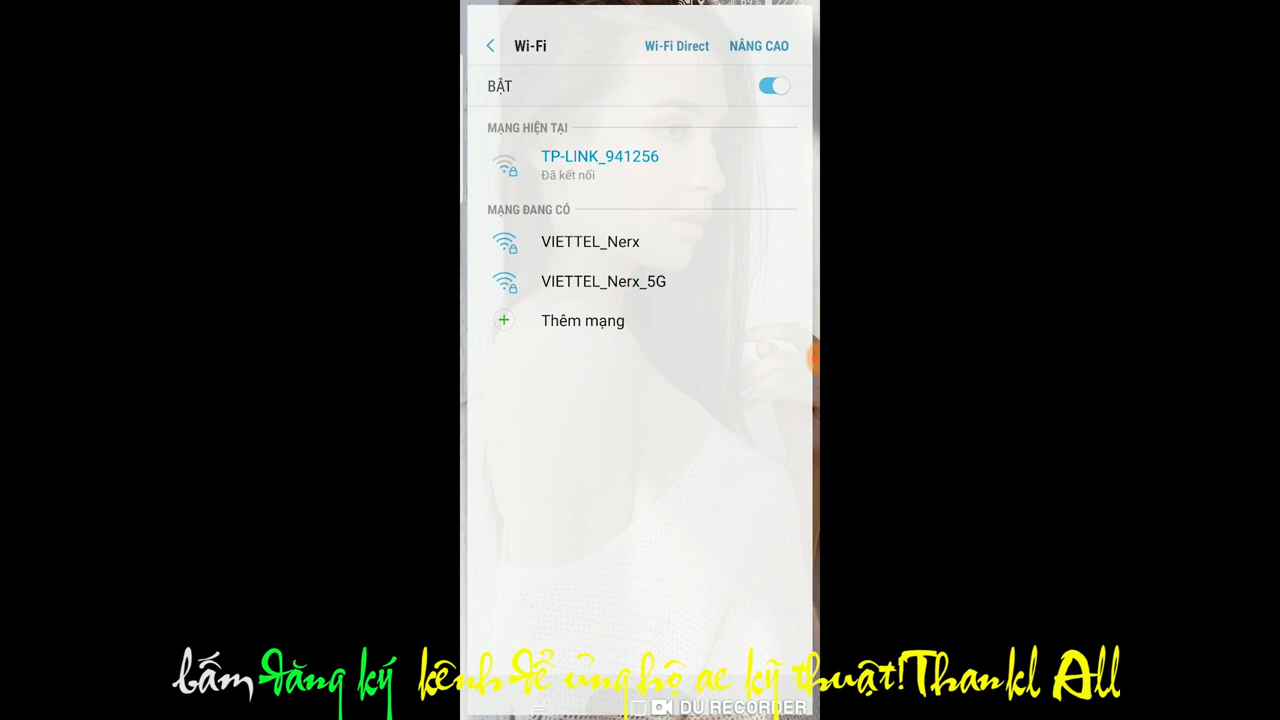 Wi-Fi Wi-Fi Direct NÂNG CAO
BẬT
MẠNG HIỆN TẠI
TP-LINK_941256
Đã kết nối
MẠNG ĐANG CÓ
VIETTEL_Nerx
VIETTEL_Nerx_5G
Thêm mạng
bấm đăng ký kênh để ủng hộ ae kỹ thuật!Thankl All
DU RECORDER